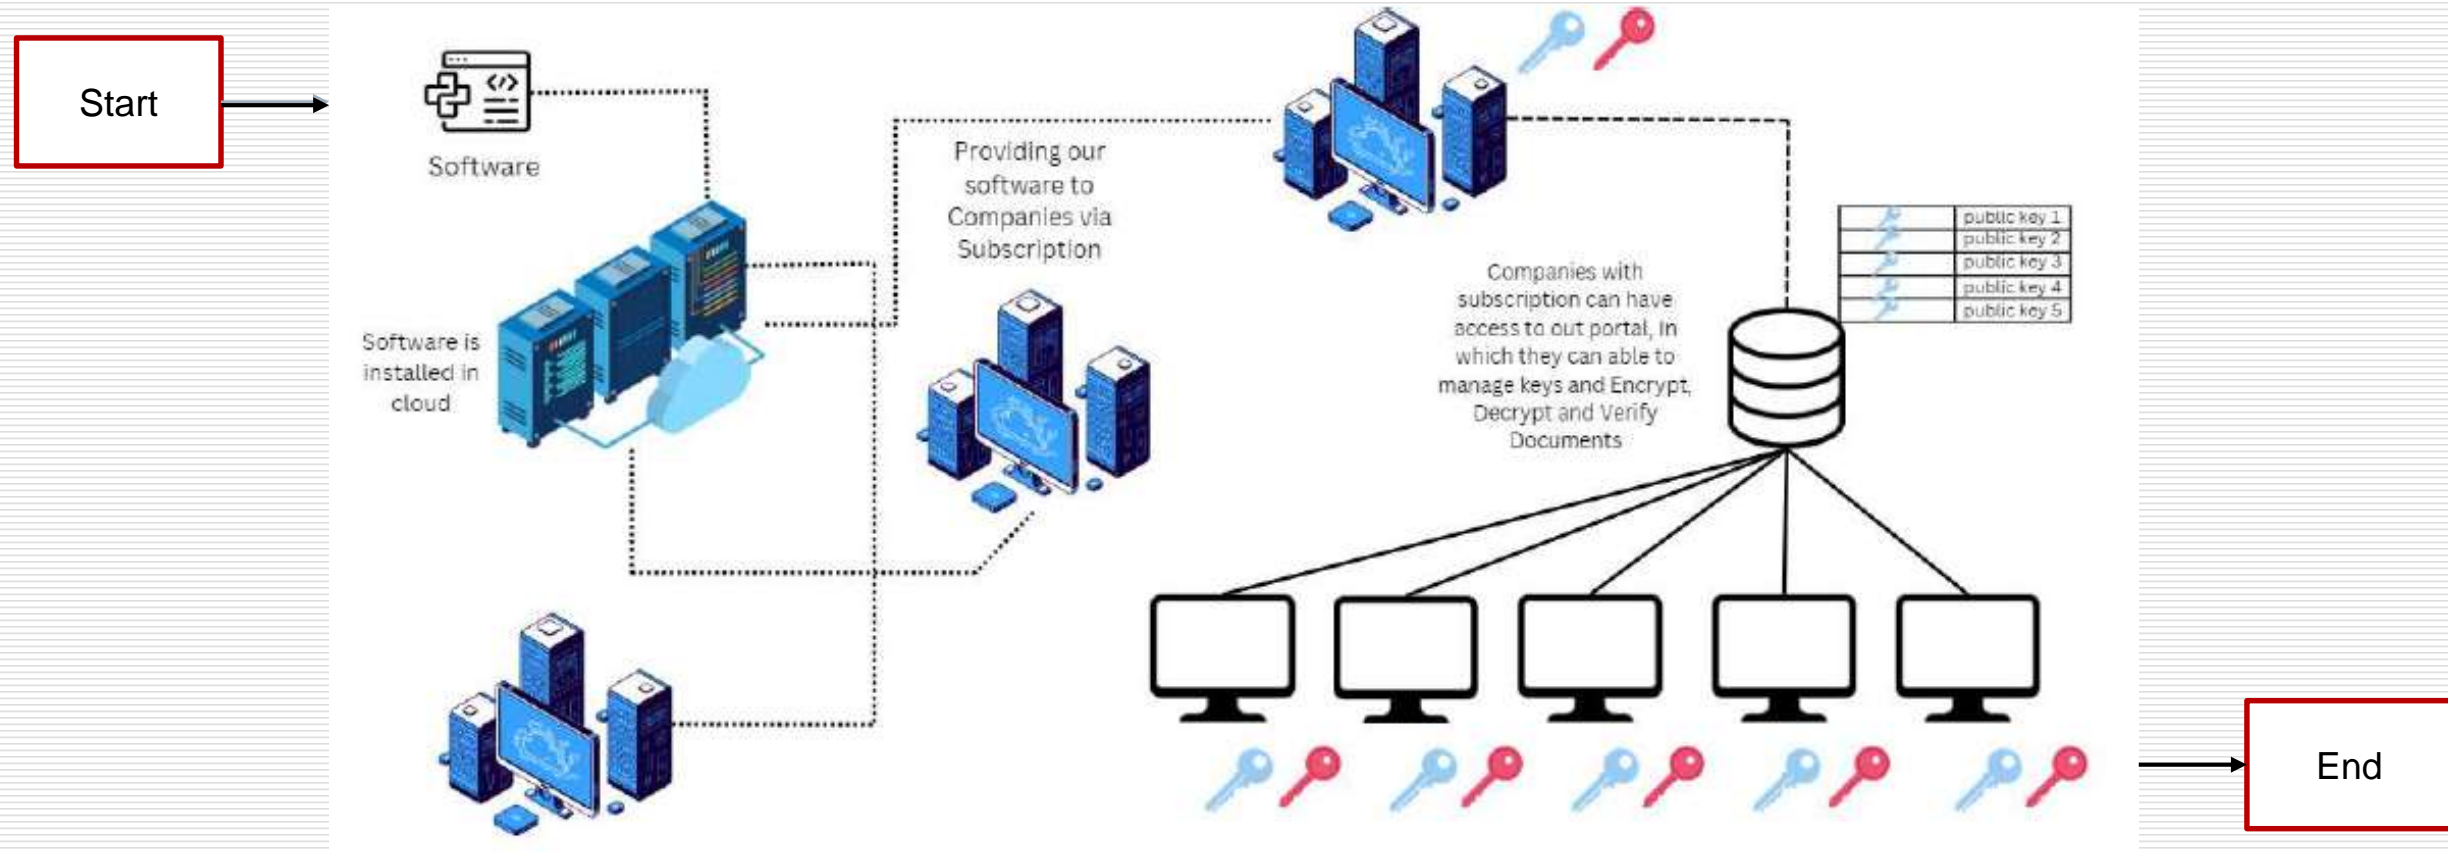 Start
Software
Software is
installed in
cloud
Providing our
software to
Companies via
Subscription
Companies with
subscription can have
access to out portal, in
which they can able to
manage keys and Encrypt,
Decrypt and Verify
Documents
public key 1
public key 2
public key 3
public key 4
public key 5
End